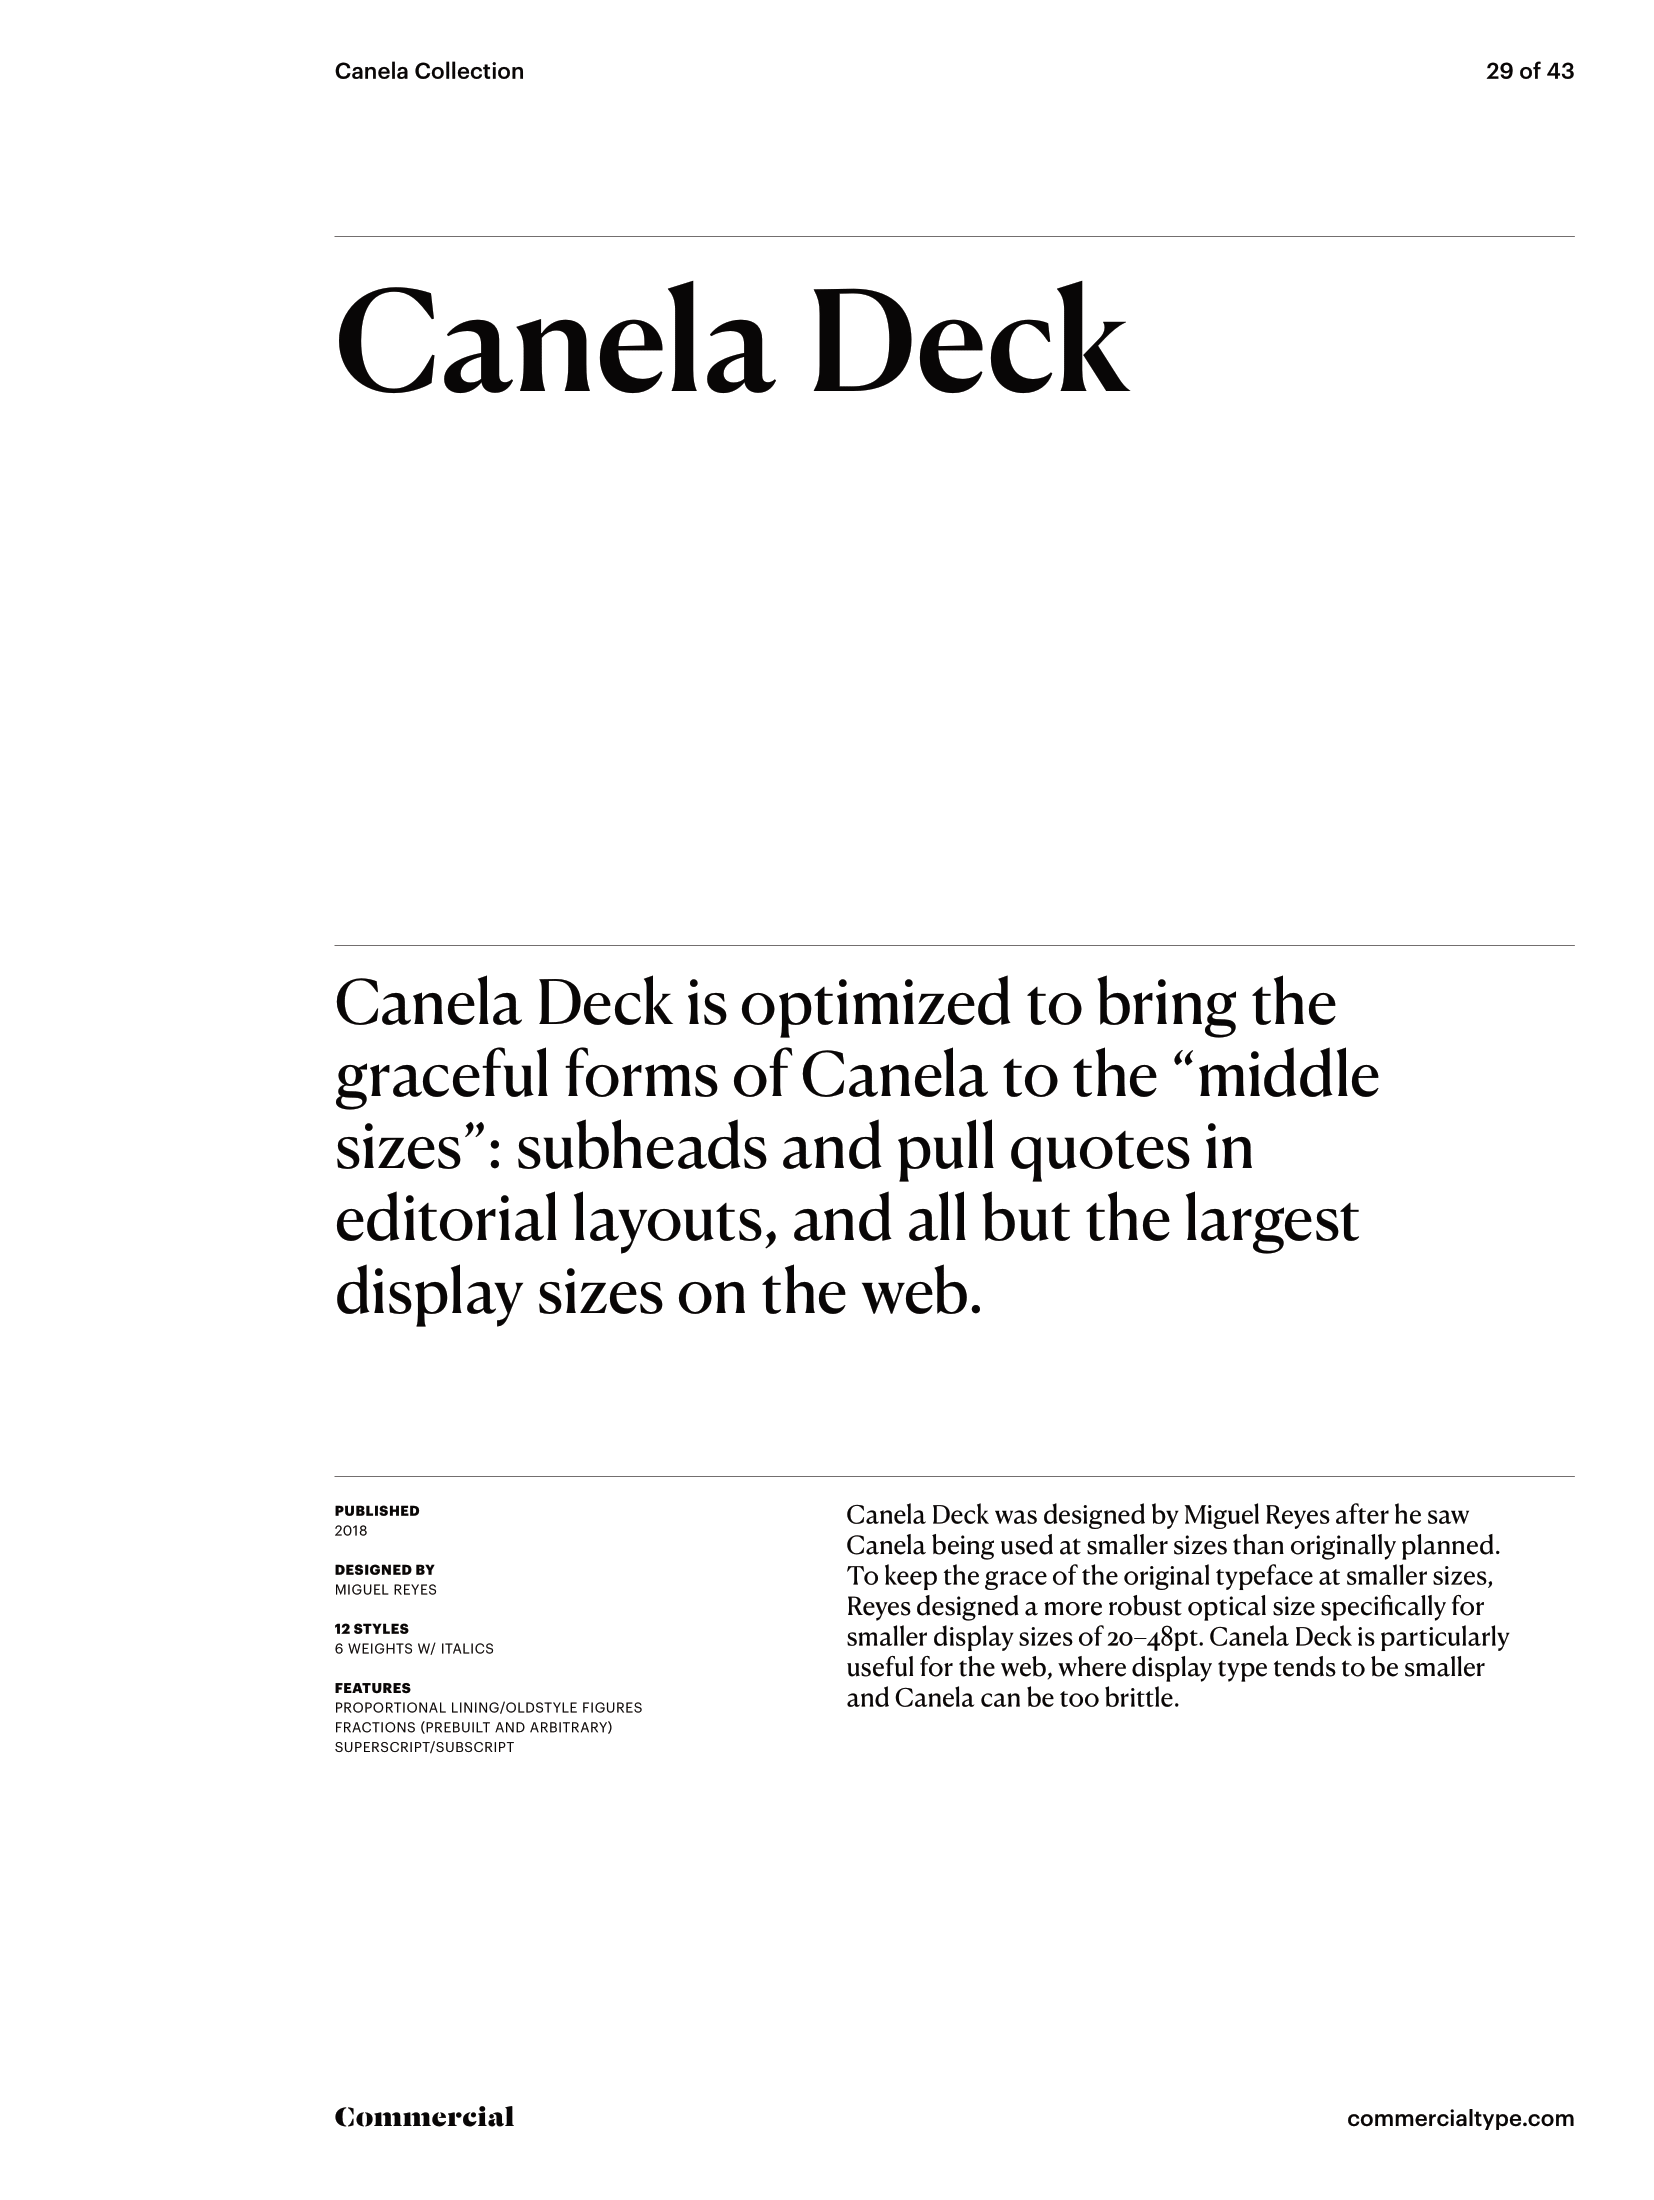 Canela Collection
29 of 43
Canela Deck
Canela Deck is optimized to bring the
graceful forms of Canela to the “middle
sizes”: subheads and pull quotes in
editorial layouts, and all but the largest
display sizes on the web.
PUBLISHED
2018
DESIGNED BY
MIGUEL REYES
12 STYLES
6 WEIGHTS W/ ITALICS
FEATURES
PROPORTIONAL LINING/OLDSTYLE FIGURES
FRACTIONS (PREBUILT AND ARBITRARY)
SUPERSCRIPT/SUBSCRIPT
Canela Deck was designed by Miguel Reyes after he saw
Canela being used at smaller sizes than originally planned.
To keep the grace of the original typeface at smaller sizes,
Reyes designed a more robust optical size specifically for
smaller display sizes of 20–48pt. Canela Deck is particularly
useful for the web, where display type tends to be smaller
and Canela can be too brittle.
Commercial
commercialtype.com